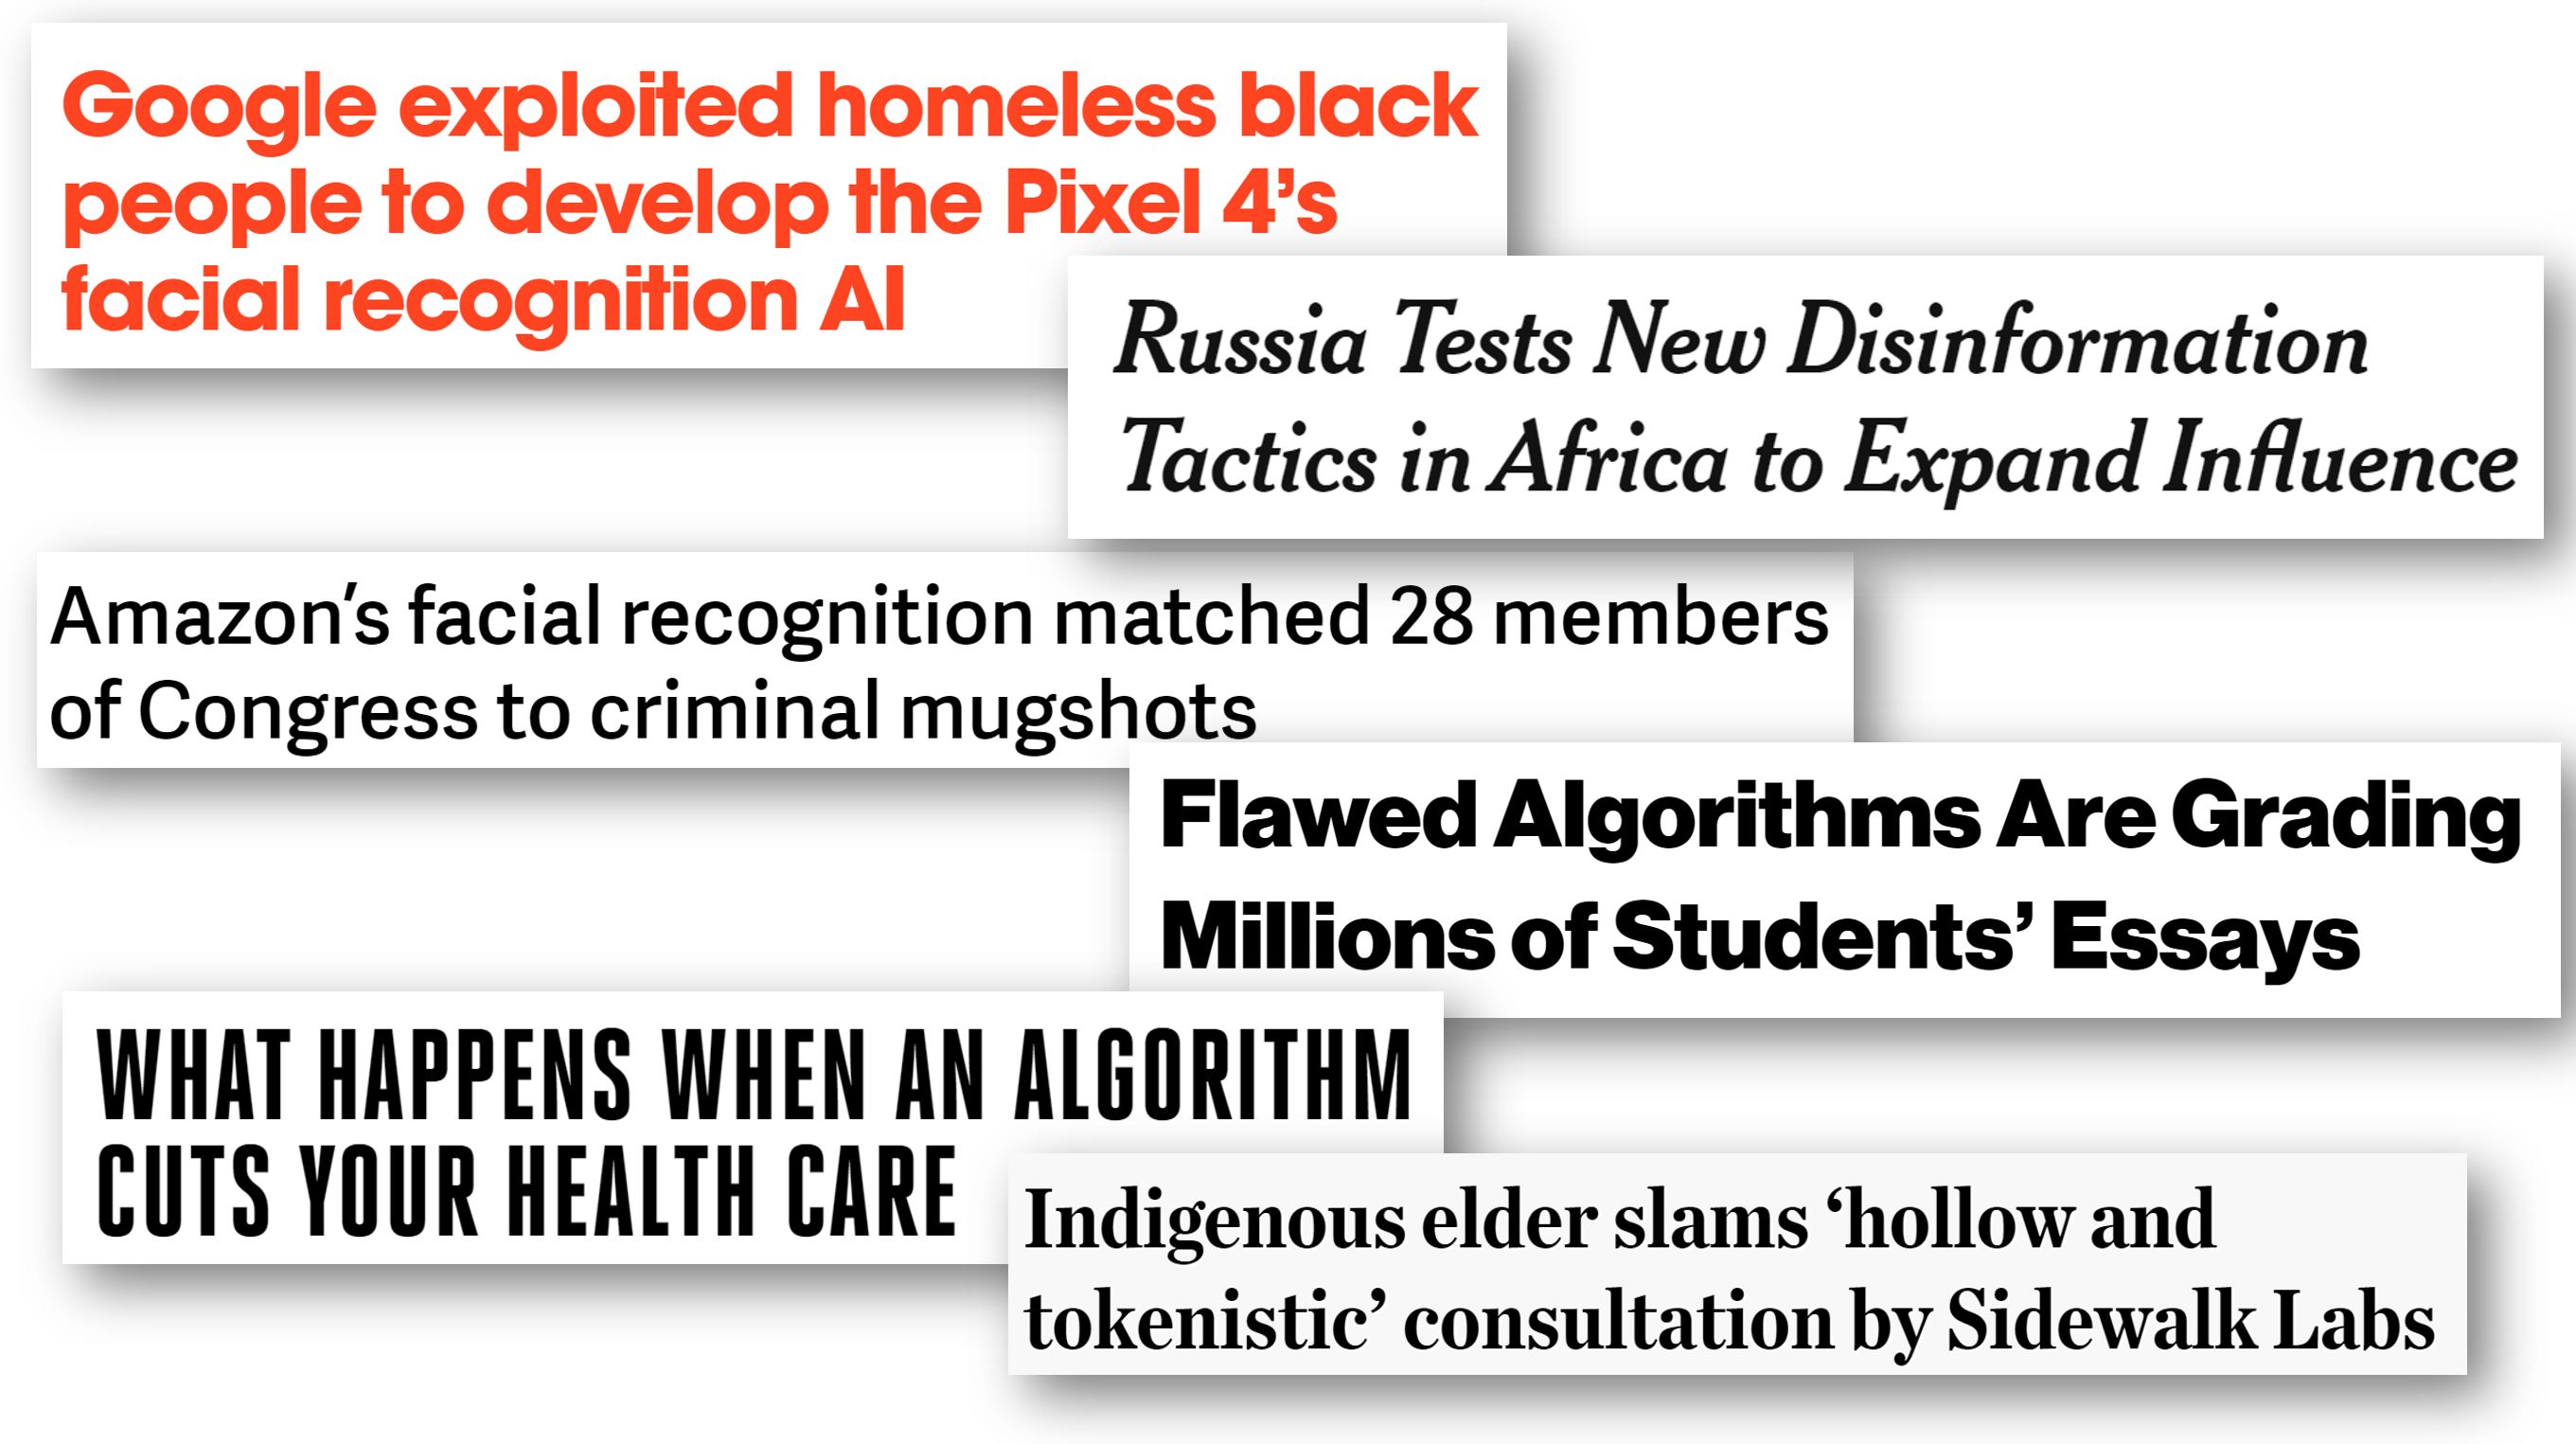 Google exploited homeless black
people to develop the Pixel 4’s
facial recognition AI
Russia Tests New Disinformation
Tactics in Africa to Expand Influence
Amazon’s facial recognition matched 28 members
of Congress to criminal mugshots
Flawed Algorithms Are Grading
Millions of Students’ Essays
WHAT HAPPENS WHEN AN ALGORITHM
CUTS YOUR HEALTH CARE
Indigenous elder slams ‘hollow and
tokenistic’ consultation by Sidewalk Labs